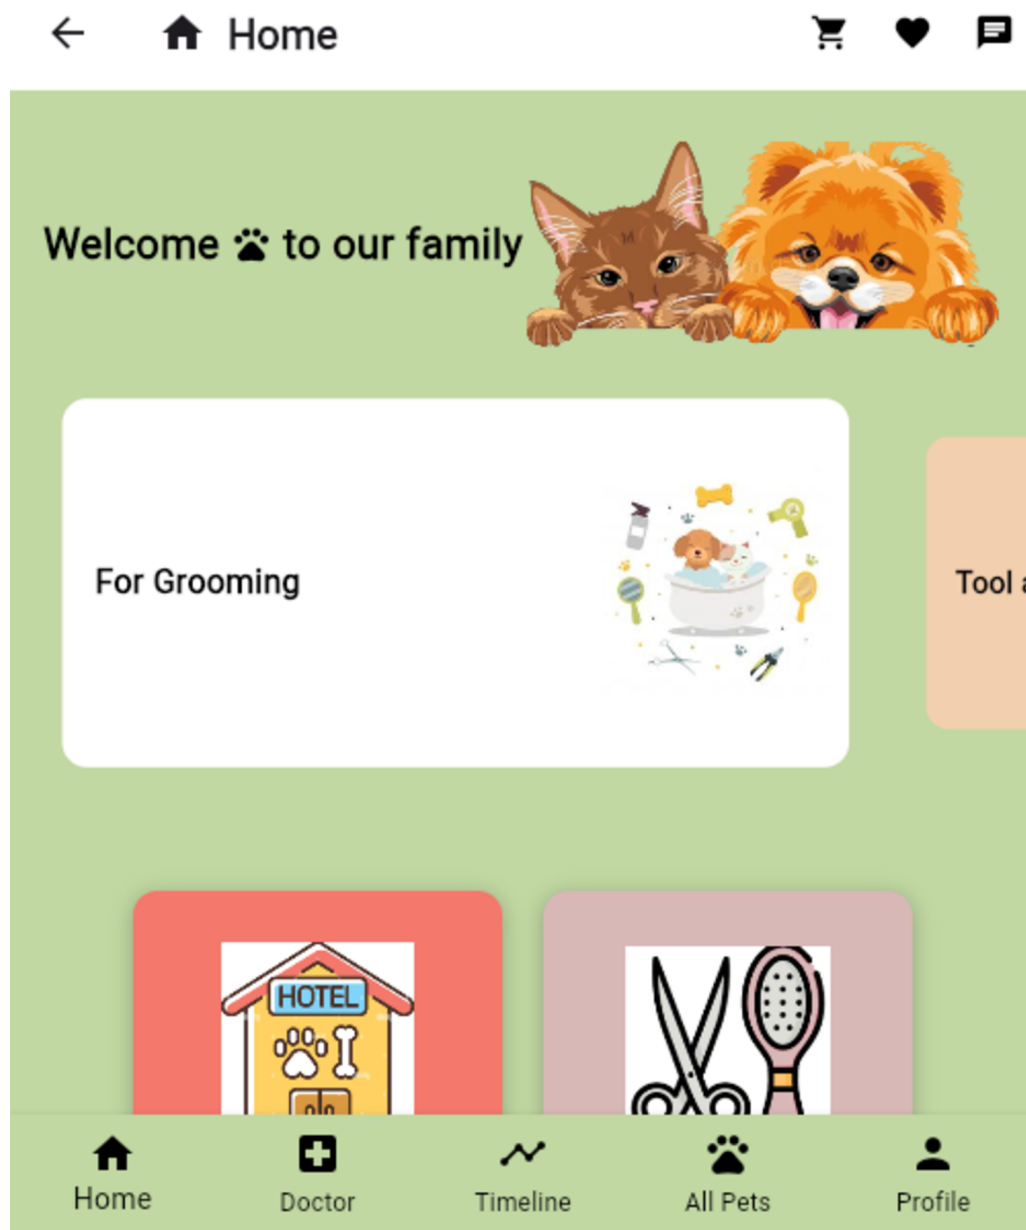 Home
Welcome to our family
For Grooming
Tool
HOTEL
Home
Doctor
Timeline
All Pets
Profile